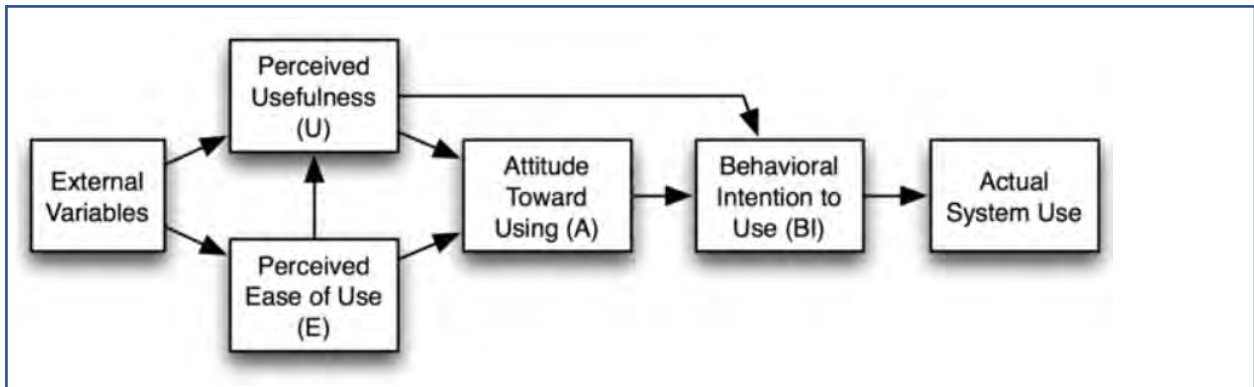 External
Variables
Perceived
Usefulness
(U)
Perceived
Ease of Use
(E)
Attitude
Toward
Using (A)
Behavioral
Intention to
Use (BI)
Actual
System Use